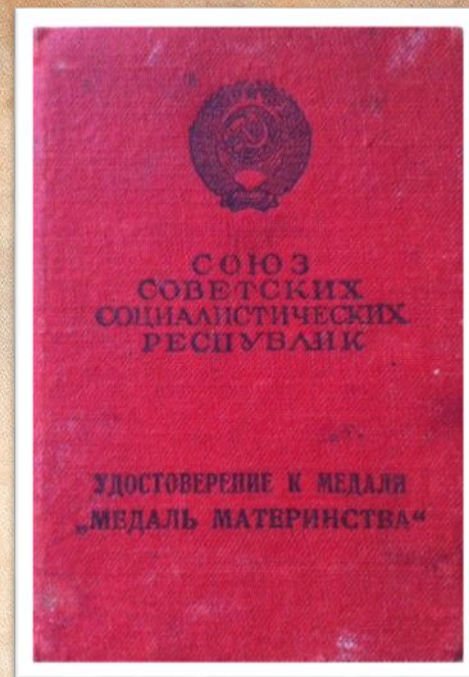 СОЮЗ
СОВЕТСКИХ
СОЦИАЛИСТИЧЕСКИХ
РЕСПУБЛИК
УДОСТОВЕРЕНИЕ К МЕДАЛИ
„МЕДАЛЬ МАТЕРИНСТВА“